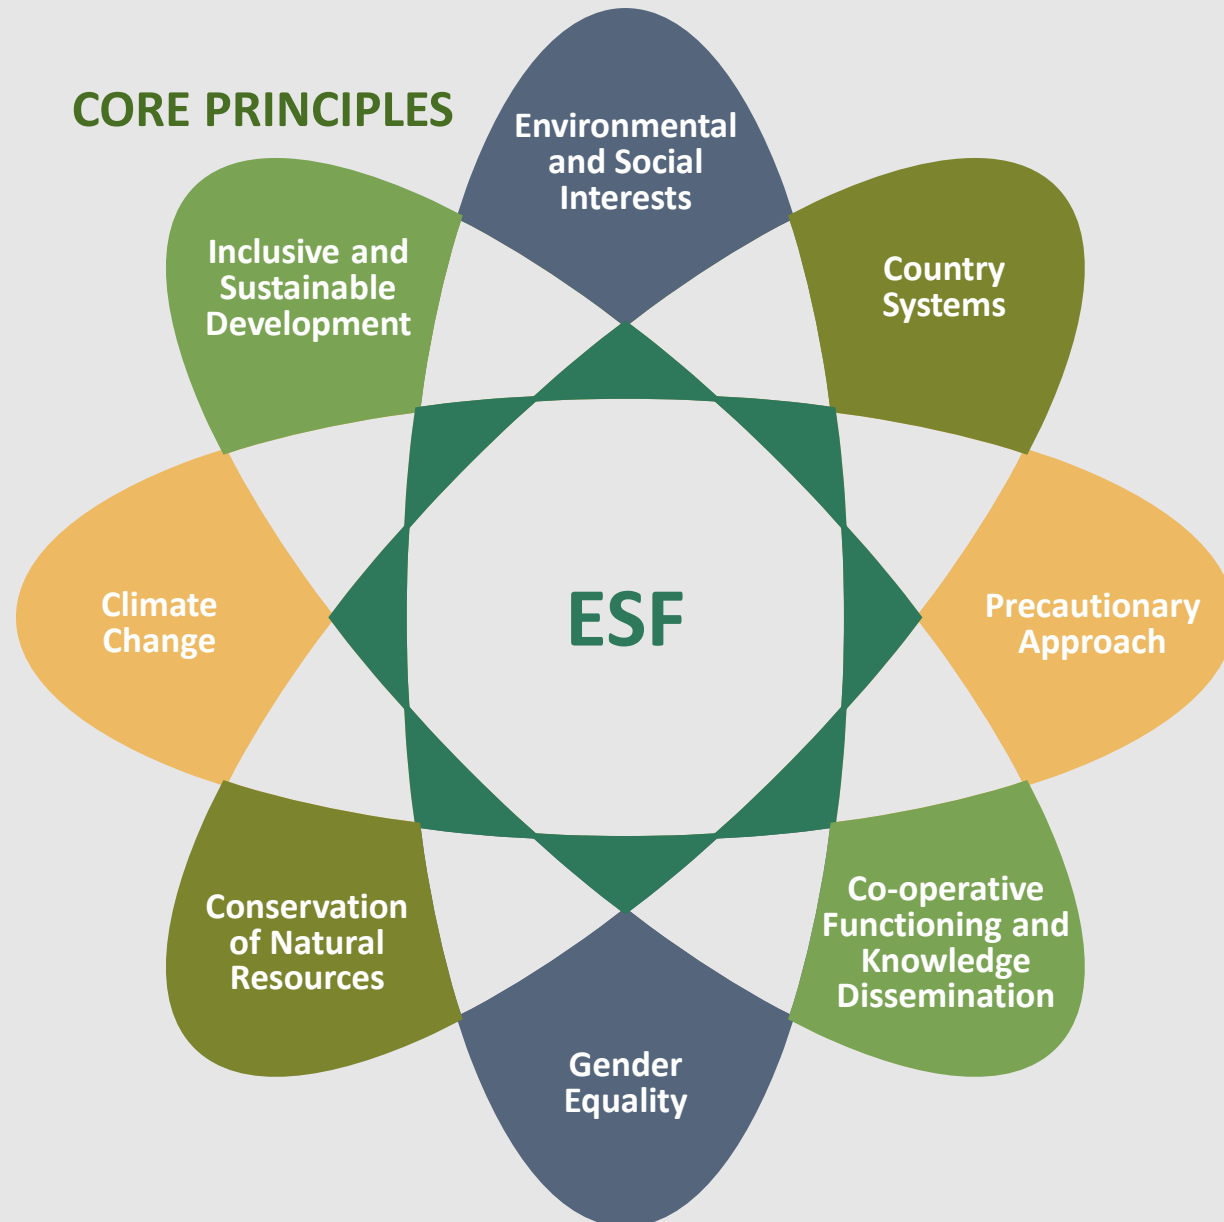 CORE PRINCIPLES
Environmental
and Social
Interests
Country
Systems
Precautionary
Approach
Co-operative
Functioning and
Knowledge
Dissemination
Gender
Equality
Conservation
of Natural
Resources
Climate
Change
Inclusive and
Sustainable
Development
ESF